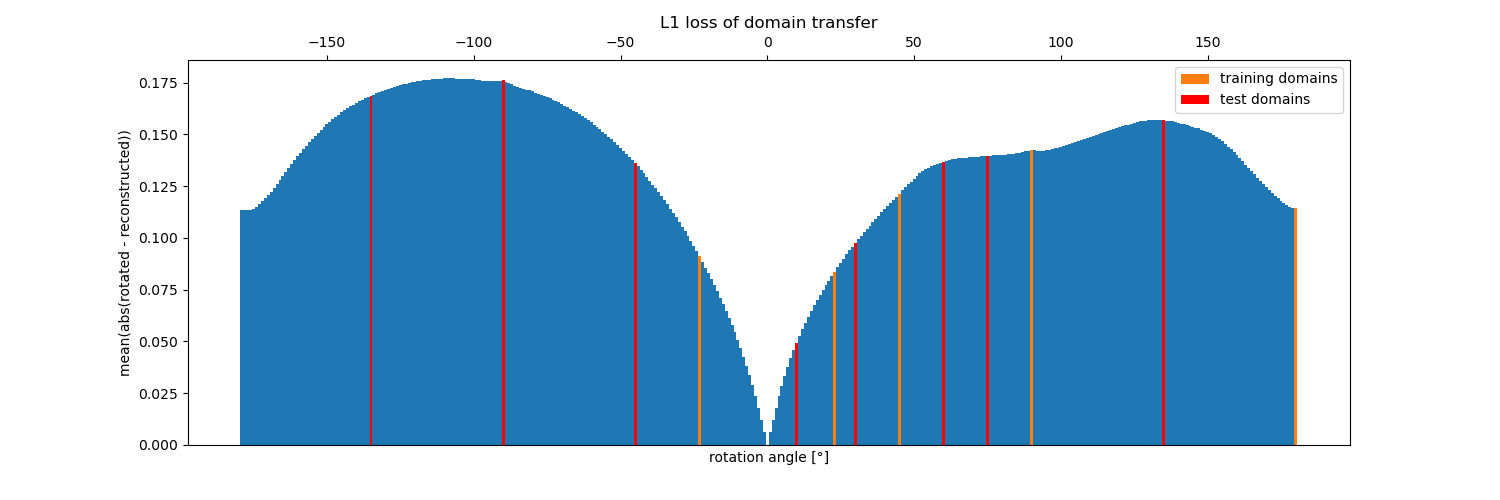 L1 loss of domain transfer
−150 −100 −50 0 50 100 150
training domains
test domains
mean(abs(rotated - reconstructed))
0.175
0.150
0.125
0.100
0.075
0.050
0.025
0.000
rotation angle [°]